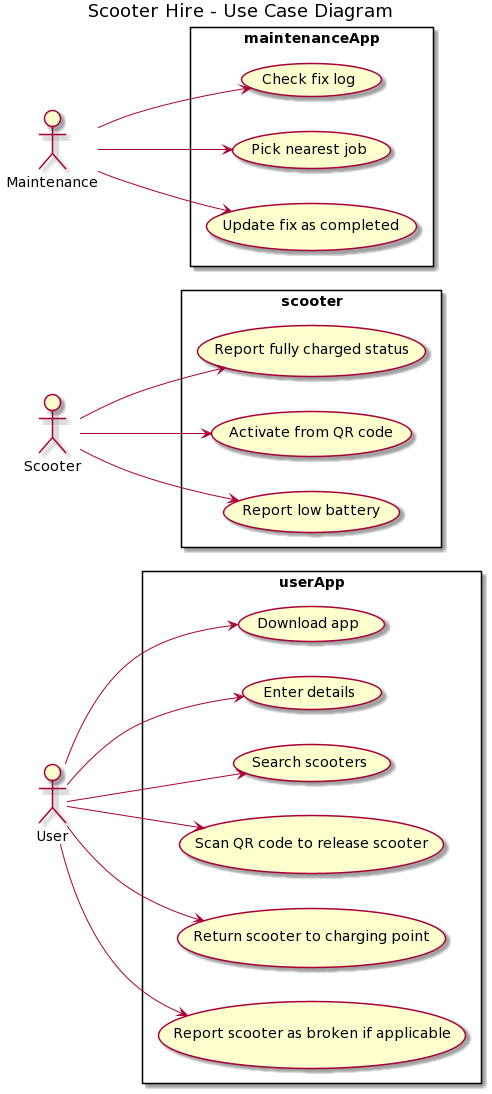 Scooter Hire - Use Case Diagram
maintenanceApp
Check fix log
Pick nearest job
Maintenance
Update fix as completed
scooter
Report fully charged status
Activate from QR code
Scooter
Report low battery
userApp
Download app
Enter details
Search scooters
User
Scan QR code to release scooter
Return scooter to charging point
Report scooter as broken if applicable